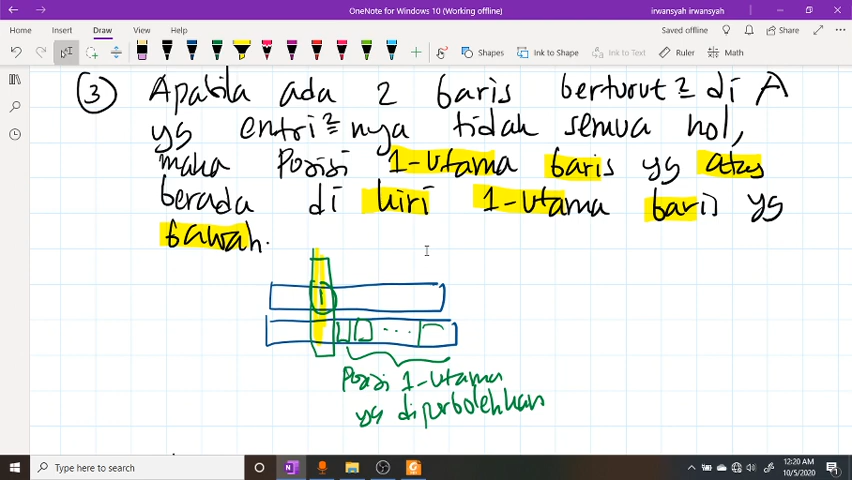 OneNote for Windows 10 (Working offline)
irwansyah irwansyah
Home
Insert
Draw
View
Help
Saved offline
Share
Shapes
Ink to Shape
Ink to Text
Ruler
Math
③ Apabila ada 2 baris berturut2 di A
yg entri2nya tidak semua nol,
maka Posisi 1-utama baris yg atas
berada di kiri 1-utama baris yg
bawah.
1
...
Posisi 1-utama
yg diperbolehkan
Type here to search
12:20 AM
10/5/2020